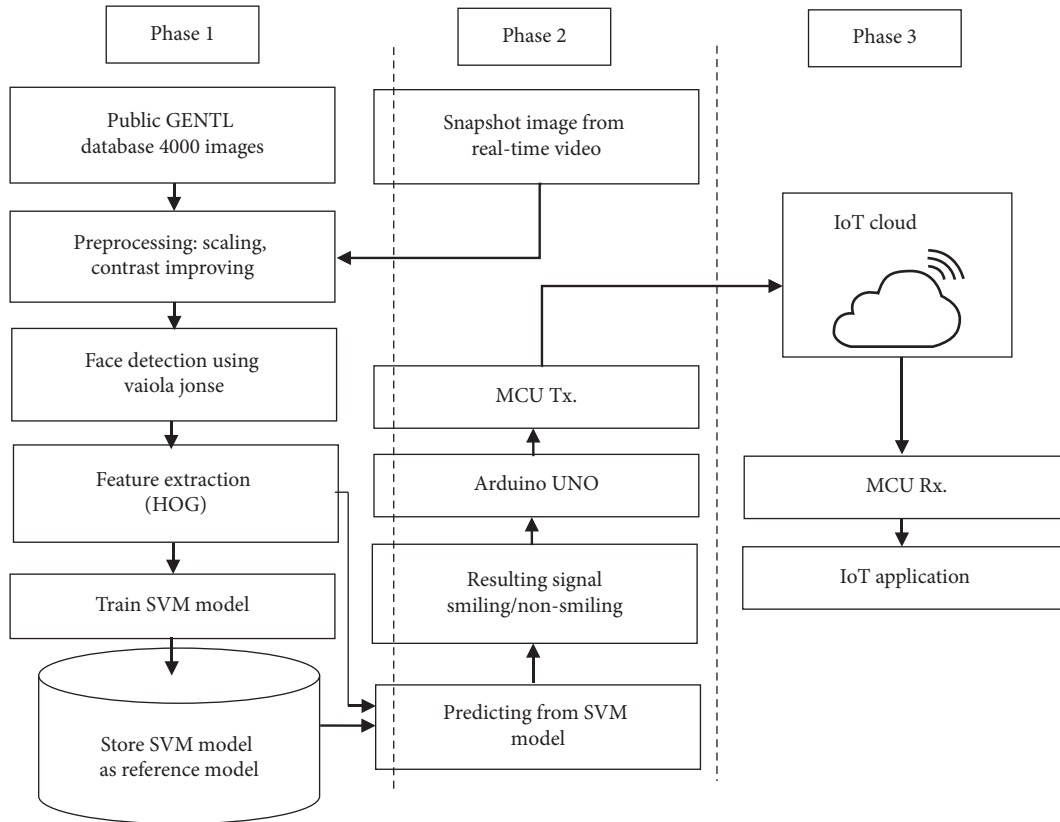 Phase 1
Public GENTL
database 4000 images
Preprocessing: scaling,
contrast improving
Face detection using
vaiola jonse
Feature extraction
(HOG)
Train SVM model
Store SVM model
as reference model
Phase 2
Snapshot image from
real-time video
MCU Tx.
Arduino UNO
Resulting signal
smiling/non-smiling
Predicting from SVM
model
Phase 3
IoT cloud
MCU Rx.
IoT application